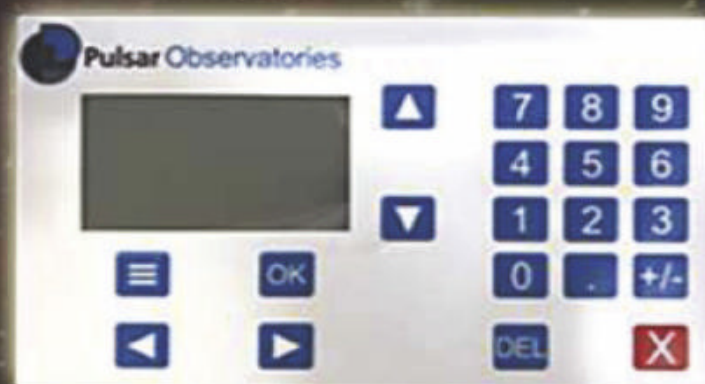 Pulsar Observatories
7 8 9
4 5 6
1 2 3
OK
0 . +/-
DEL X